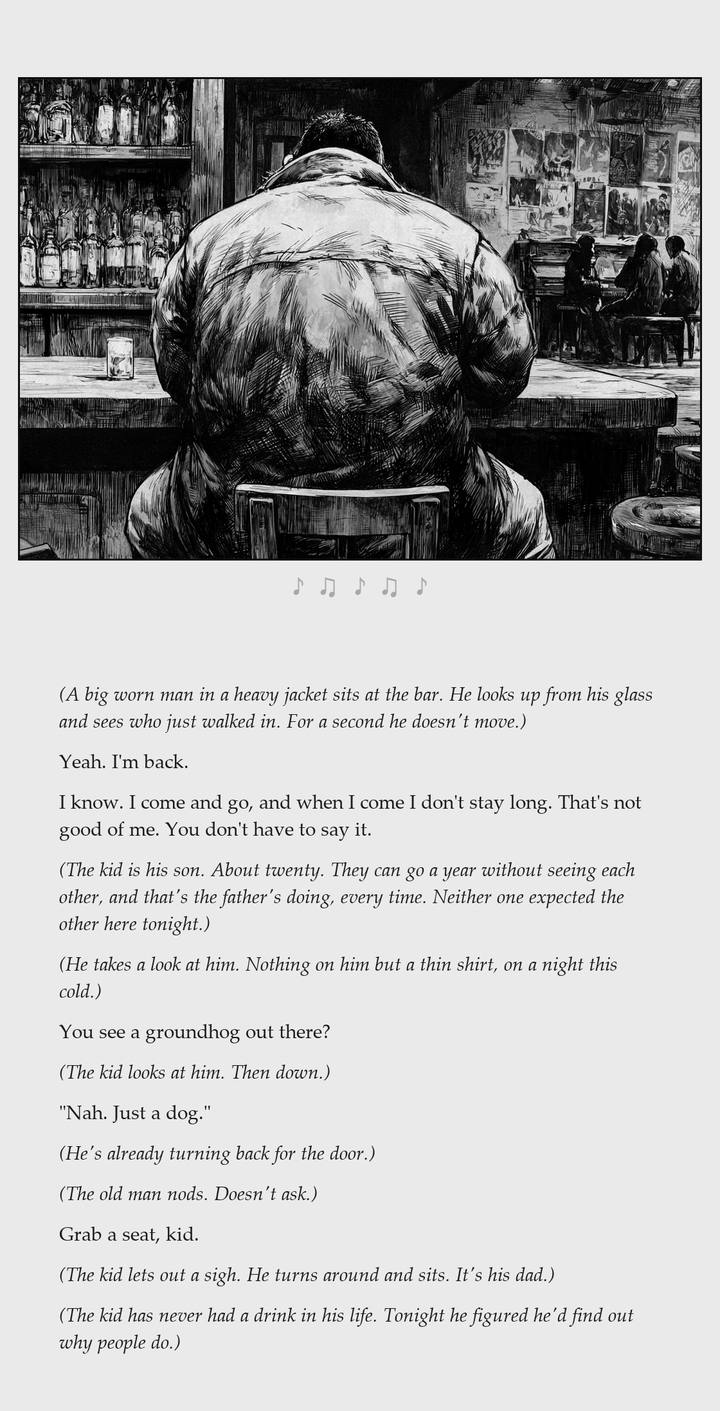 (A big worn man in a heavy jacket sits at the bar. He looks up from his glass
and sees who just walked in. For a second he doesn't move.)
Yeah. I'm back.
I know. I come and go, and when I come I don't stay long. That's not
good of me. You don't have to say it.
(The kid is his son. About twenty. They can go a year without seeing each
other, and that's the father's doing, every time. Neither one expected the
other here tonight.)
(He takes a look at him. Nothing on him but a thin shirt, on a night this
cold.)
You see a groundhog out there?
(The kid looks at him. Then down.)
"Nah. Just a dog."
(He's already turning back for the door.)
(The old man nods. Doesn't ask.)
Grab a seat, kid.
(The kid lets out a sigh. He turns around and sits. It's his dad.)
(The kid has never had a drink in his life. Tonight he figured he'd find out
why people do.)